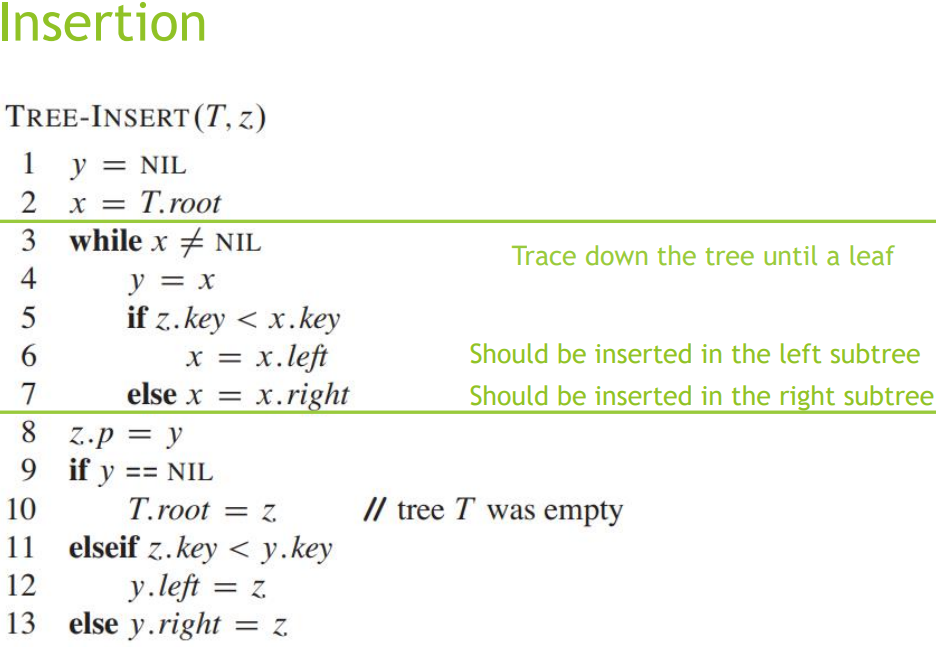 Insertion
TREE-INSERT(T, z)
1 y = NIL
2 x = T.root
3 while x ≠ NIL
Trace down the tree until a leaf
4 y = x
5 if z.key < x.key
6 x = x.left
Should be inserted in the left subtree
7 else x = x.right
Should be inserted in the right subtree
8 z.p = y
9 if y == NIL
10 T.root = z // tree T was empty
11 elseif z.key < y.key
12 y.left = z
13 else y.right = z